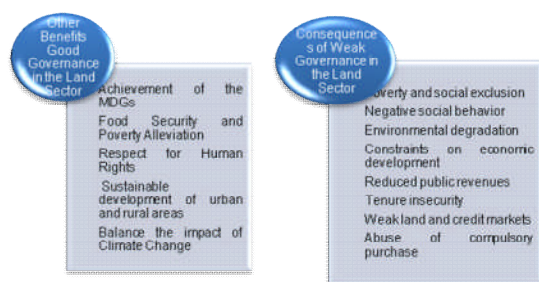 Other
Benefits
Good
Governance
in the Land
Sector
Achievement of the
MDGs
Food Security and
Poverty Alleviation
Respect for Human
Rights
Sustainable
development of urban
and rural areas
Balance the impact of
Climate Change
Consequence
s of Weak
Governance in
the Land
Sector
Poverty and social exclusion
Negative social behavior
Environmental degradation
Constraints on economic
development
Reduced public revenues
Tenure insecurity
Weak land and credit markets
Abuse of compulsory
purchase